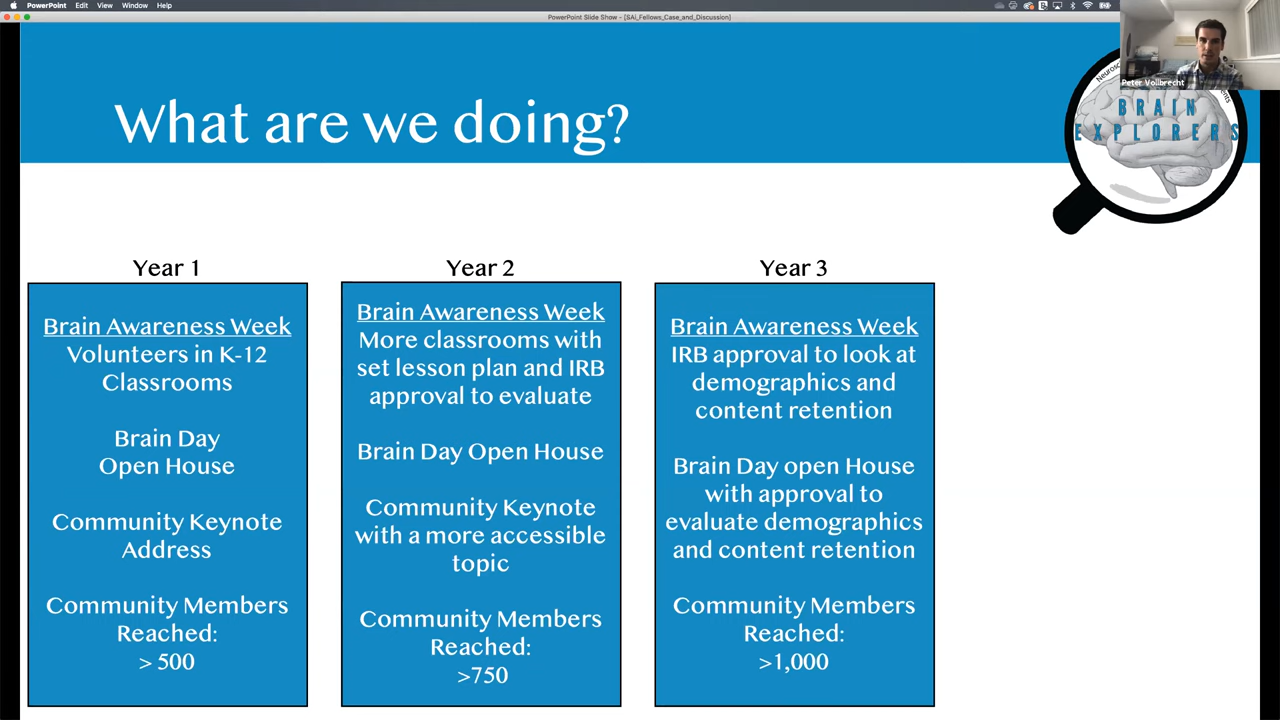 PowerPoint Edit View Window Help
PowerPoint Slide Show - [SAi_Fellows_Case_and_Discussion]
Peter Vollbrecht
What are we doing?
BRAIN
EXPLORERS
Year 1
Brain Awareness Week
Volunteers in K-12
Classrooms
Brain Day
Open House
Community Keynote
Address
Community Members
Reached:
> 500
Year 2
Brain Awareness Week
More classrooms with
set lesson plan and IRB
approval to evaluate
Brain Day Open House
Community Keynote
with a more accessible
topic
Community Members
Reached:
>750
Year 3
Brain Awareness Week
IRB approval to look at
demographics and
content retention
Brain Day open House
with approval to
evaluate demographics
and content retention
Community Members
Reached:
>1,000